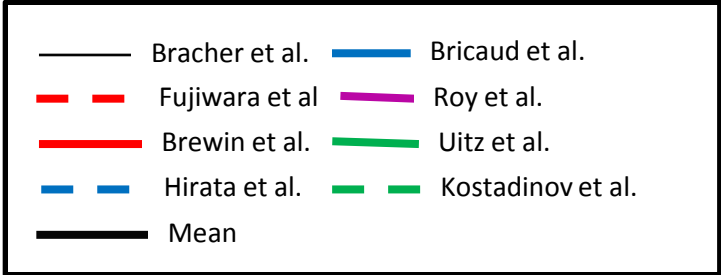 Bracher et al. Bricaud et al.
Fujiwara et al Roy et al.
Brewin et al. Uitz et al.
Hirata et al. Kostadinov et al.
Mean